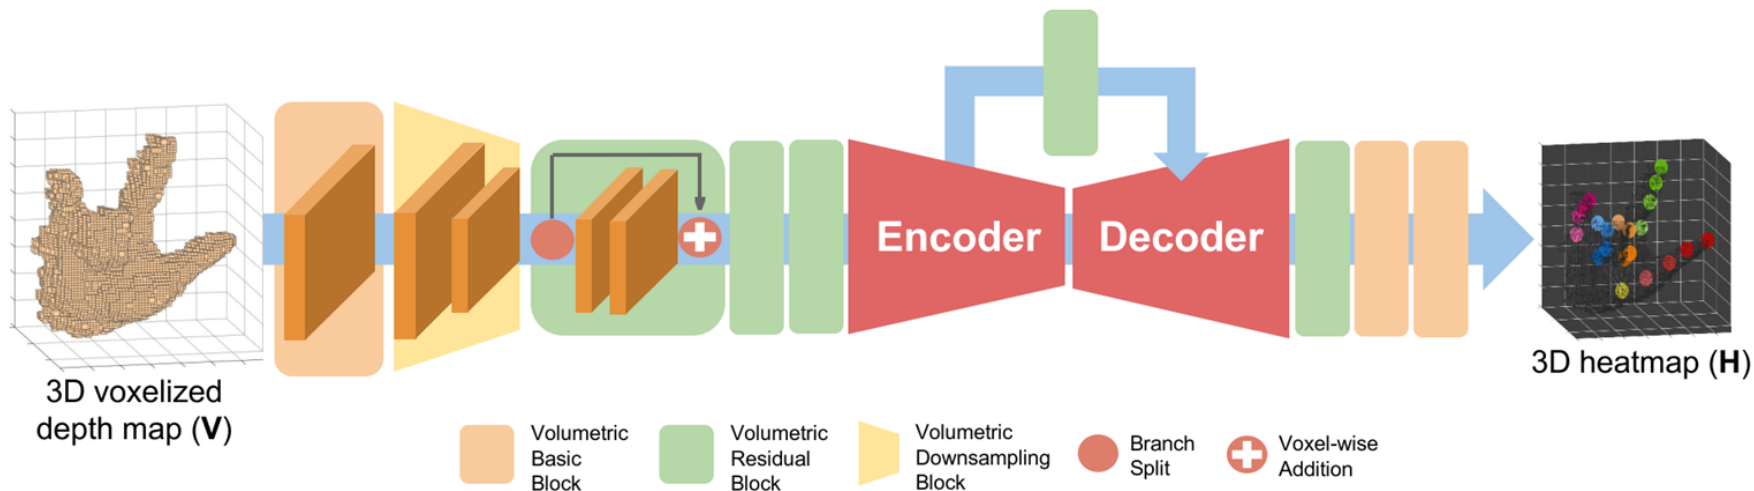 Encoder
Decoder
3D voxelized
depth map (V)
3D heatmap (H)
Volumetric
Basic
Block
Volumetric
Residual
Block
Volumetric
Downsampling
Block
Branch
Split
Voxel-wise
Addition